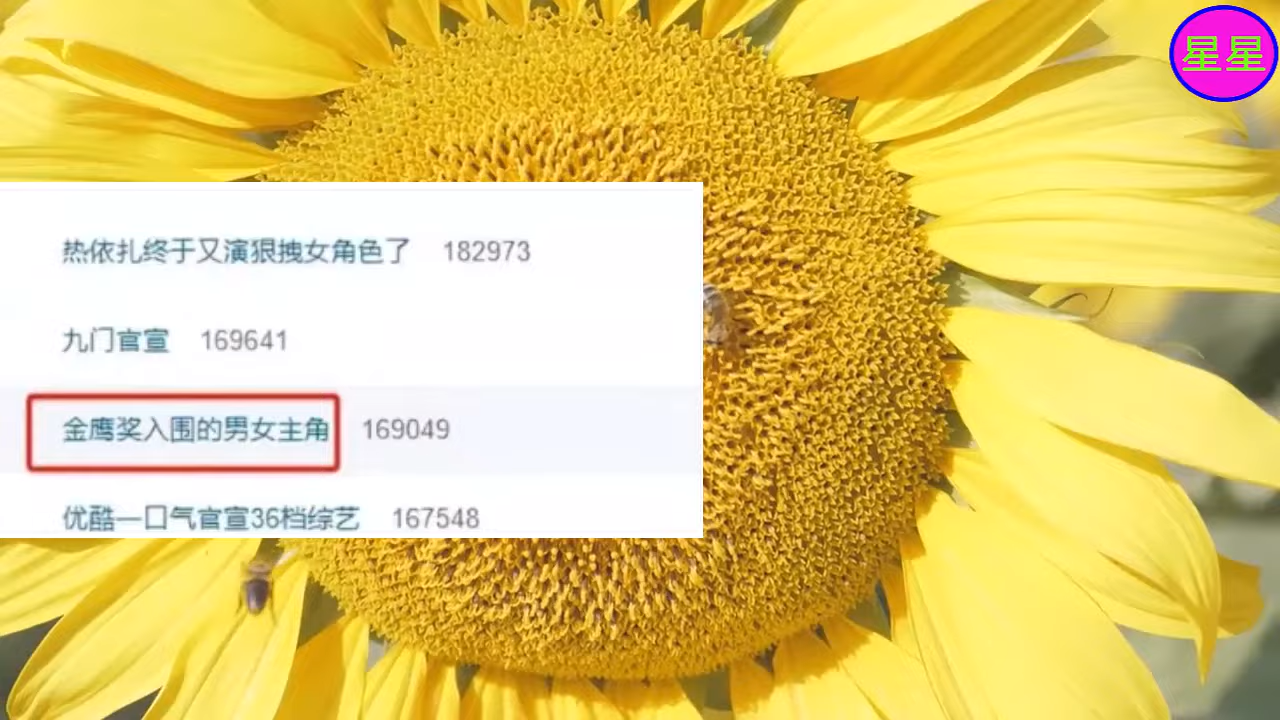 星星
热依扎终于又演狠拽女角色了 182973
九门官宣 169641
金鹰奖入围的男女主角 169049
优酷一口气官宣36档综艺 167548